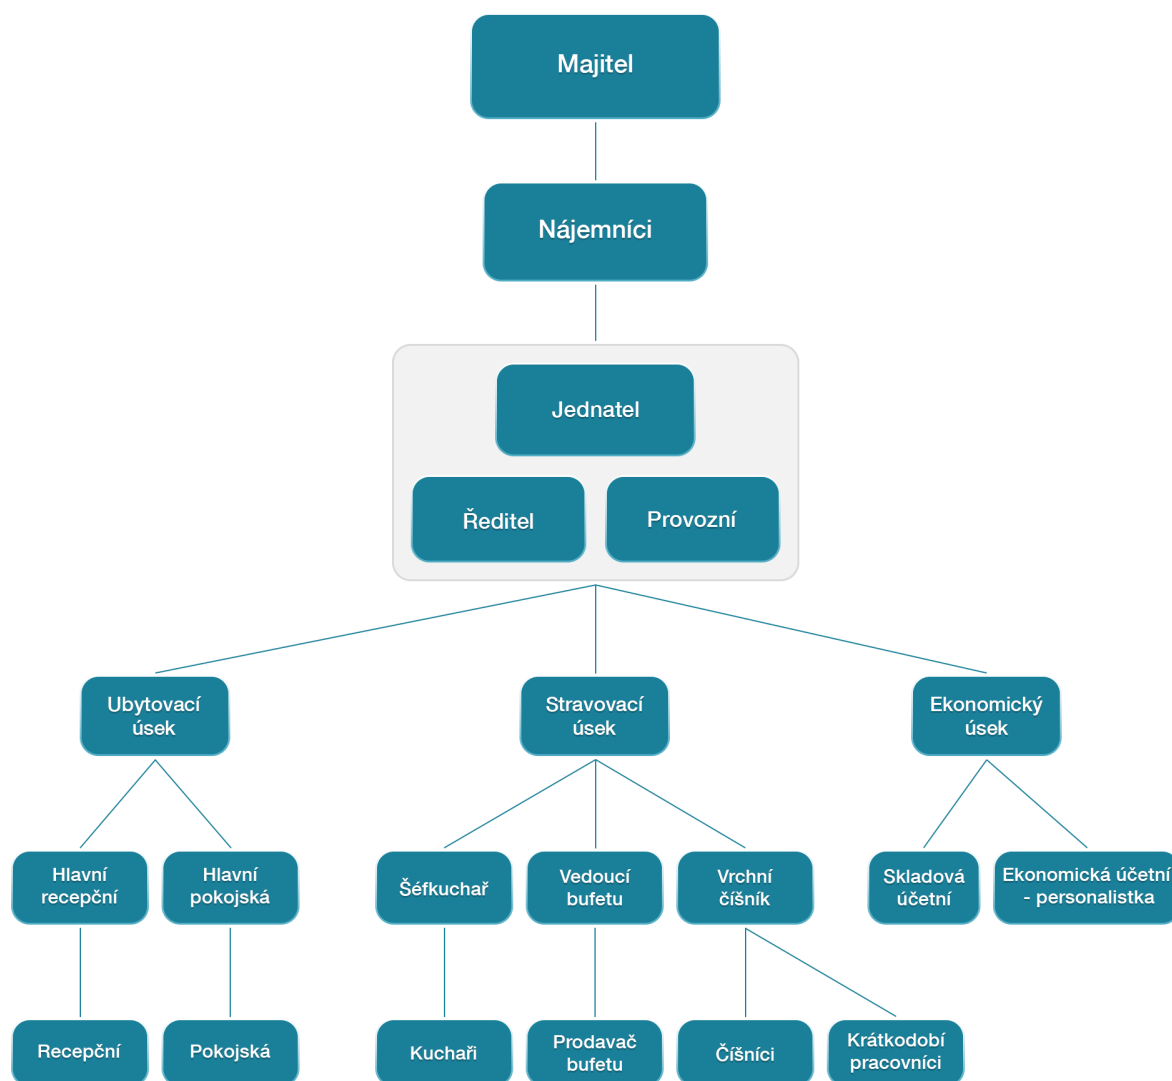 Majitel
Nájemníci
Jednatel
Ředitel
Provozní
Ubytovací
úsek
Stravovací
úsek
Ekonomický
úsek
Hlavní
recepční
Hlavní
pokojská
Šéfkuchař
Vedoucí
bufetu
Vrchní
číšník
Skladová
účetní
Ekonomická účetní
- personalistka
Recepční
Pokojská
Kuchaři
Prodavač
bufetu
Číšníci
Krátkodobí
pracovníci